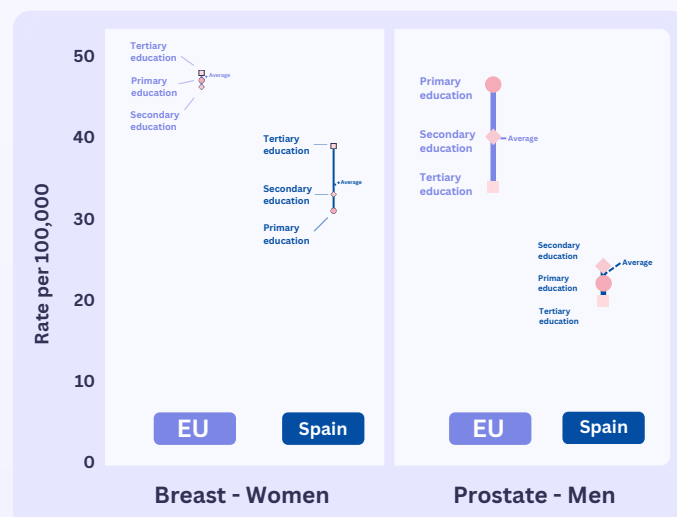 50
40
30
20
10
0
Rate per 100,000
Tertiary
education
Average
Primary
education
Secondary
education
Tertiary
education
Average
Secondary
education
Primary
education
EU
Spain
Breast - Women
Primary
education
Secondary
education
Average
Tertiary
education
Secondary
education
Average
Primary
education
Tertiary
education
EU
Spain
Prostate - Men